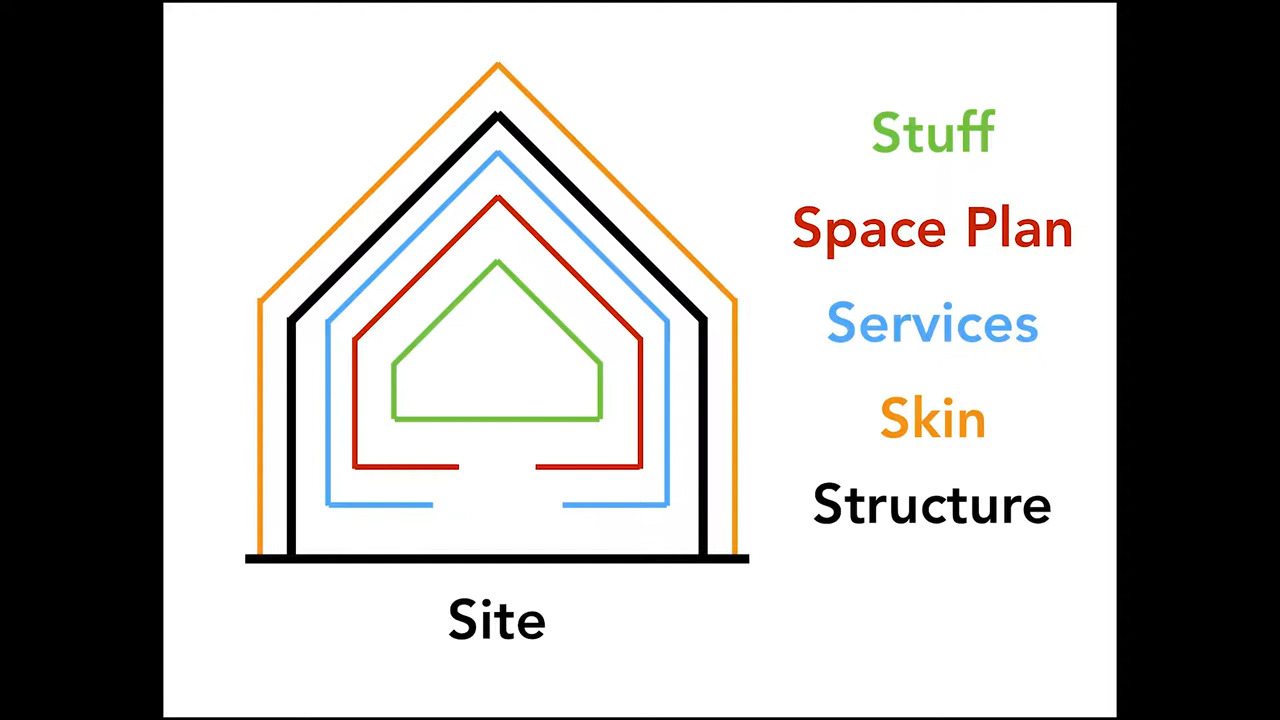 Stuff
Space Plan
Services
Skin
Structure
Site